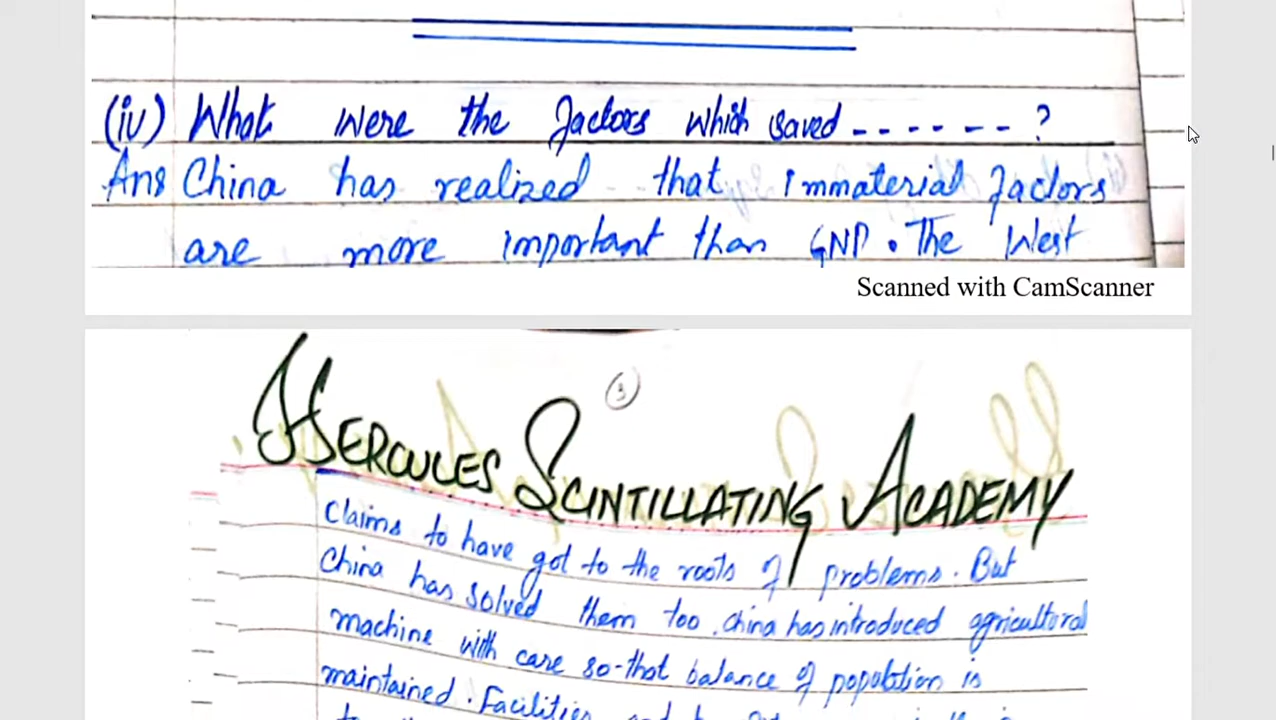 (iv) What were the factors which saved ------ ?
Ans China has realized that immaterial factors
are more important than GNP. The West
Scanned with CamScanner
3
HERCULES SCINTILLATING ACADEMY
Claims to have got to the roots of problems. But
China has solved them too. China has introduced agricultural
machine with care so-that balance of population is
maintained. Facilities and